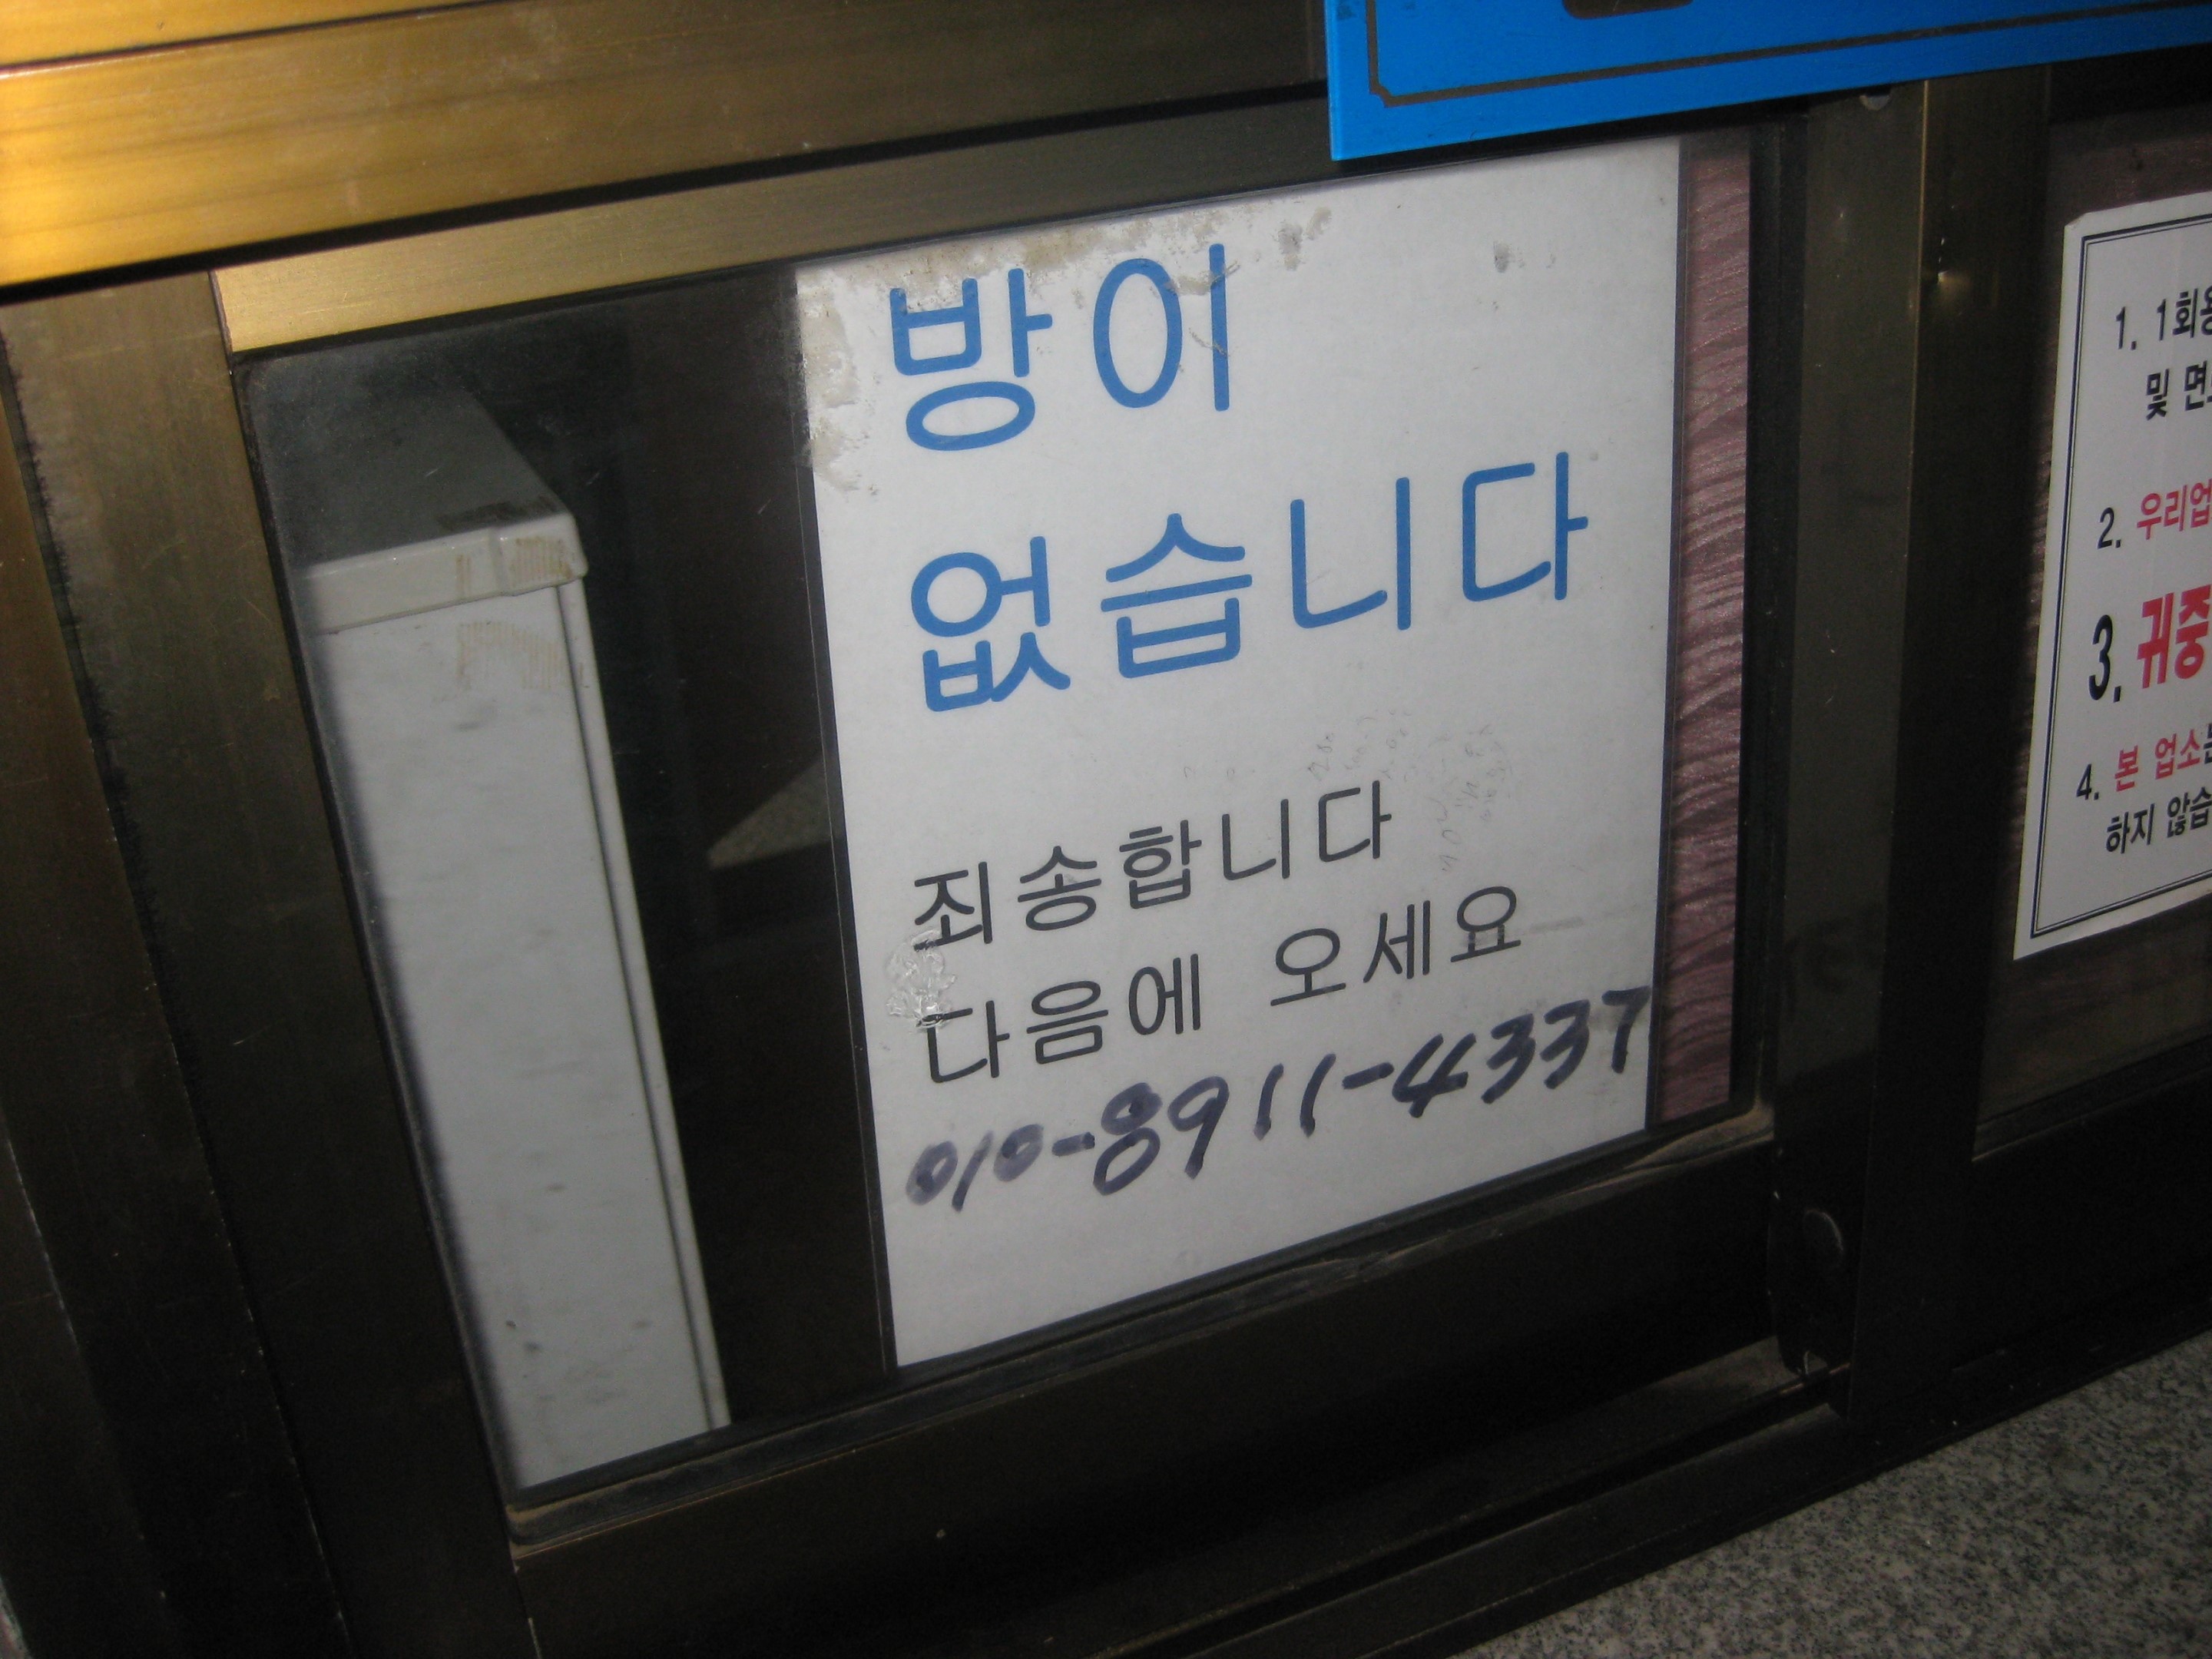 방이
없습니다
죄송합니다
다음에 오세요
010-8911-4337
1. 1회용
및 면
2. 우리업
3. 귀중
4. 본 업소
하지 않습